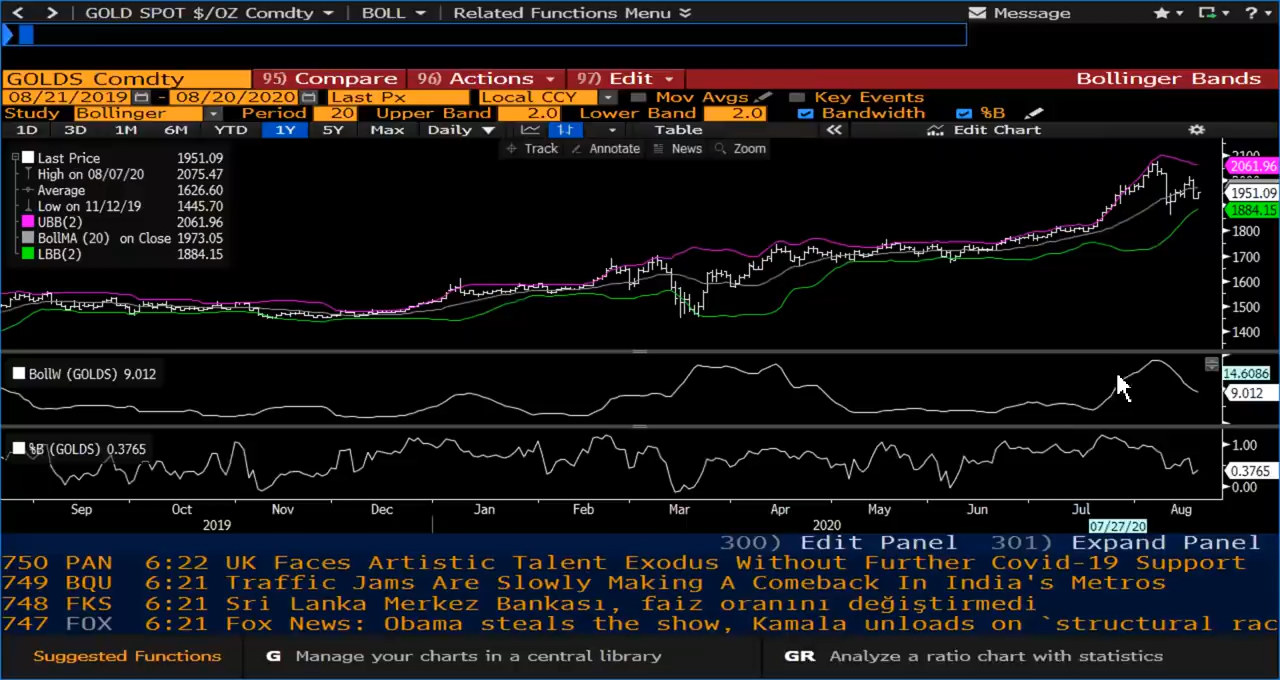 GOLD SPOT $/OZ Comdty BOLL Related Functions Menu Message ?
GOLDS Comdty 95) Compare 96) Actions 97) Edit Bollinger Bands
08/21/2019 - 08/20/2020 Last Px Local CCY Mov Avgs Key Events
Study Bollinger Period 20 Upper Band 2.0 Lower Band 2.0 Bandwidth %B
1D 3D 1M 6M YTD 1Y 5Y Max Daily Table Edit Chart
Track Annotate News Zoom
Last Price 1951.09
High on 08/07/20 2075.47
Average 1626.60
Low on 11/12/19 1445.70
UBB(2) 2061.96
BollMA (20) on Close 1973.05
LBB(2) 1884.15
2100
2061.96
1951.09
1884.15
1800
1700
1600
1500
1400
BollW (GOLDS) 9.012
14.6086
9.012
%B (GOLDS) 0.3765
1.00
0.3765
0.00
Sep Oct Nov Dec Jan Feb Mar Apr May Jun Jul Aug
2019 2020 07/27/20
300) Edit Panel 301) Expand Panel
750 PAN 6:22 UK Faces Artistic Talent Exodus Without Further Covid-19 Support
749 BQU 6:21 Traffic Jams Are Slowly Making A Comeback In India's Metros
748 FKS 6:21 Sri Lanka Merkez Bankası, faiz oranını değiştirmedi
747 FOX 6:21 Fox News: Obama steals the show, Kamala unloads on `structural rac
Suggested Functions G Manage your charts in a central library GR Analyze a ratio chart with statistics